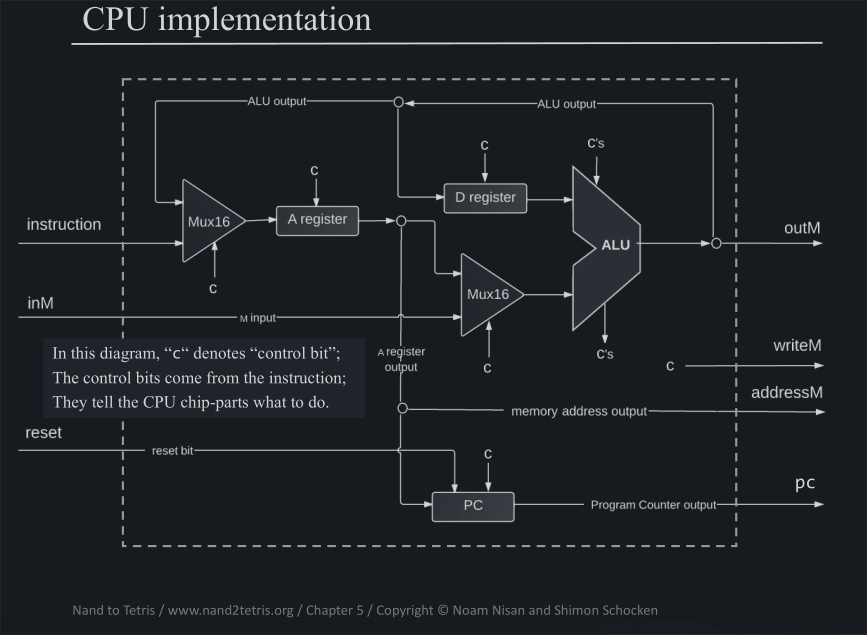 CPU implementation
ALU output
ALU output
c
c's
c
Mux16
A register
D register
instruction
ALU
outM
c
Mux16
inM
M input
In this diagram, “c“ denotes “control bit”;
The control bits come from the instruction;
They tell the CPU chip-parts what to do.
A register
output
c
c's
c
writeM
addressM
memory address output
reset
reset bit
c
PC
Program Counter output
pc
Nand to Tetris / www.nand2tetris.org / Chapter 5 / Copyright © Noam Nisan and Shimon Schocken